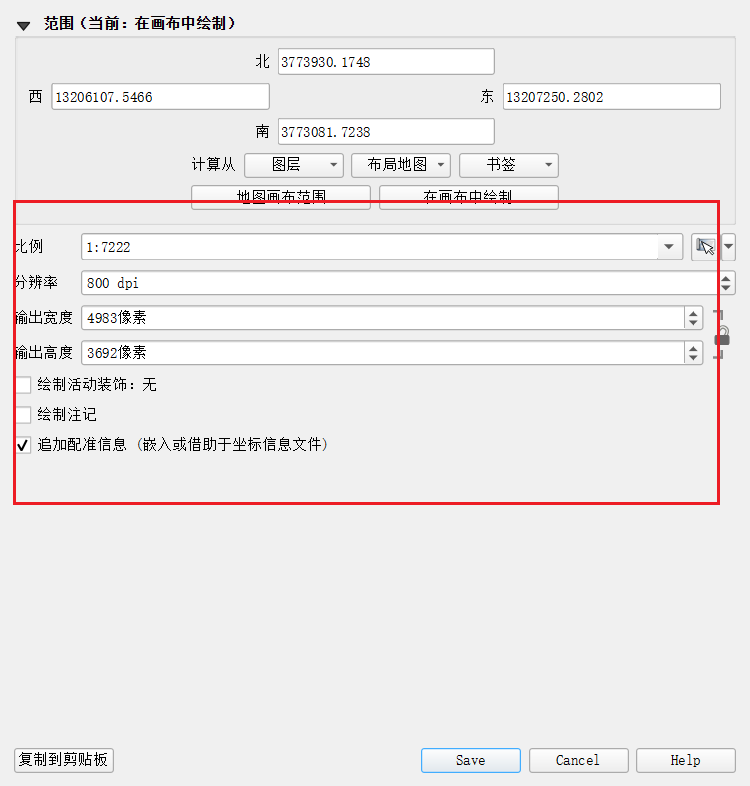 范围(当前：在画布中绘制)
北 3773930.1748
西 13206107.5466 东 13207250.2802
南 3773081.7238
计算从 图层 布局地图 书签
地图画布范围 在画布中绘制
比例 1:7222
分辨率 800 dpi
输出宽度 4983像素
输出高度 3692像素
绘制活动装饰：无
绘制注记
追加配准信息 (嵌入或借助于坐标信息文件)
复制到剪贴板 Save Cancel Help